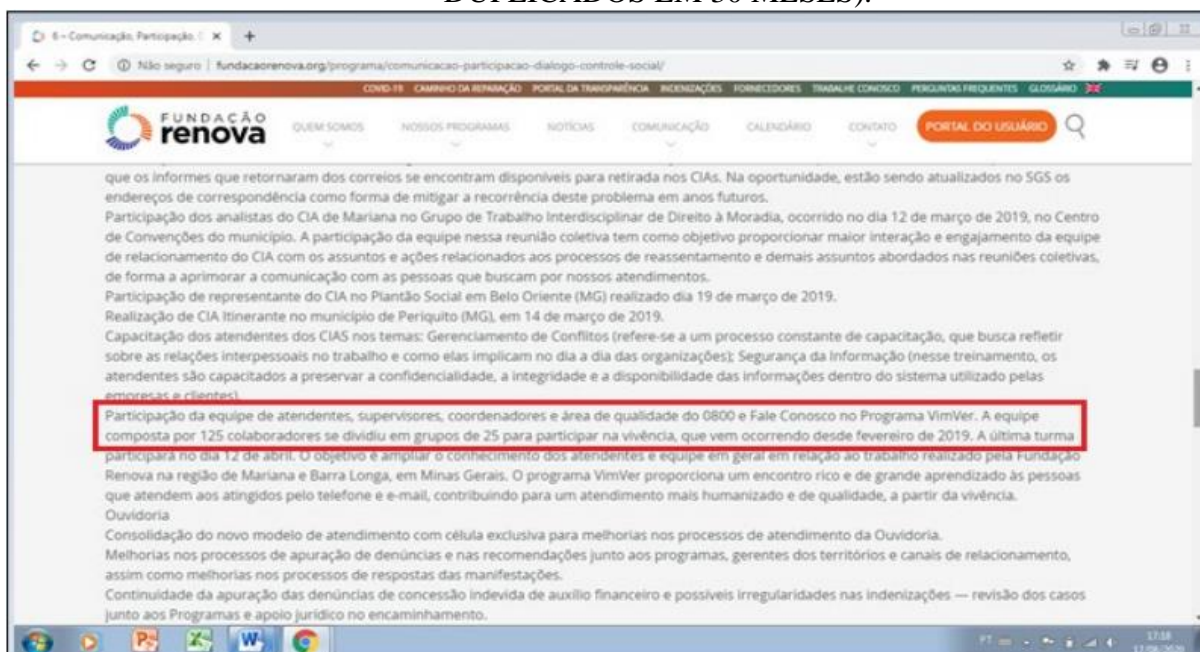 6 – Comunicação, Participação,
Não seguro | fundacaorenova.org/programa/comunicacao-participacao-dialogo-controle-social/
COVID-19 CAMINHO DA REPARAÇÃO PORTAL DA TRANSPARÊNCIA INDENIZAÇÕES FORNECEDORES TRABALHE CONOSCO PERGUNTAS FREQUENTES GLOSSÁRIO
FUNDAÇÃO
renova
QUEM SOMOS NOSSOS PROGRAMAS NOTÍCIAS COMUNICAÇÃO CALENDÁRIO CONTATO PORTAL DO USUÁRIO
que os informes que retornaram dos correios se encontram disponíveis para retirada nos CIAs. Na oportunidade, estão sendo atualizados no SGS os
endereços de correspondência como forma de mitigar a recorrência deste problema em anos futuros.
Participação dos analistas do CIA de Mariana no Grupo de Trabalho Interdisciplinar de Direito à Moradia, ocorrido no dia 12 de março de 2019, no Centro
de Convenções do município. A participação da equipe nessa reunião coletiva tem como objetivo proporcionar maior interação e engajamento da equipe
de relacionamento do CIA com os assuntos e ações relacionados aos processos de reassentamento e demais assuntos abordados nas reuniões coletivas,
de forma a aprimorar a comunicação com as pessoas que buscam por nossos atendimentos.
Participação de representante do CIA no Plantão Social em Belo Oriente (MG) realizado dia 19 de março de 2019.
Realização de CIA Itinerante no município de Periquito (MG), em 14 de março de 2019.
Capacitação dos atendentes dos CIAS nos temas: Gerenciamento de Conflitos (refere-se a um processo constante de capacitação, que busca refletir
sobre as relações interpessoais no trabalho e como elas implicam no dia a dia das organizações); Segurança da Informação (nesse treinamento, os
atendentes são capacitados a preservar a confidencialidade, a integridade e a disponibilidade das informações dentro do sistema utilizado pelas
empresas e clientes).
Participação da equipe de atendentes, supervisores, coordenadores e área de qualidade do 0800 e Fale Conosco no Programa VimVer. A equipe
composta por 125 colaboradores se dividiu em grupos de 25 para participar na vivência, que vem ocorrendo desde fevereiro de 2019. A última turma
participará no dia 12 de abril. O objetivo é ampliar o conhecimento dos atendentes e equipe em geral em relação ao trabalho realizado pela Fundação
Renova na região de Mariana e Barra Longa, em Minas Gerais. O programa VimVer proporciona um encontro rico e de grande aprendizado às pessoas
que atendem aos atingidos pelo telefone e e-mail, contribuindo para um atendimento mais humanizado e de qualidade, a partir da vivência.
Ouvidoria
Consolidação do novo modelo de atendimento com célula exclusiva para melhorias nos processos de atendimento da Ouvidoria.
Melhorias nos processos de apuração de denúncias e nas recomendações junto aos programas, gerentes dos territórios e canais de relacionamento,
assim como melhorias nos processos de respostas das manifestações.
Continuidade da apuração das denúncias de concessão indevida de auxílio financeiro e possíveis irregularidades nas indenizações — revisão dos casos
junto aos Programas e apoio jurídico no encaminhamento.
PT 17:18